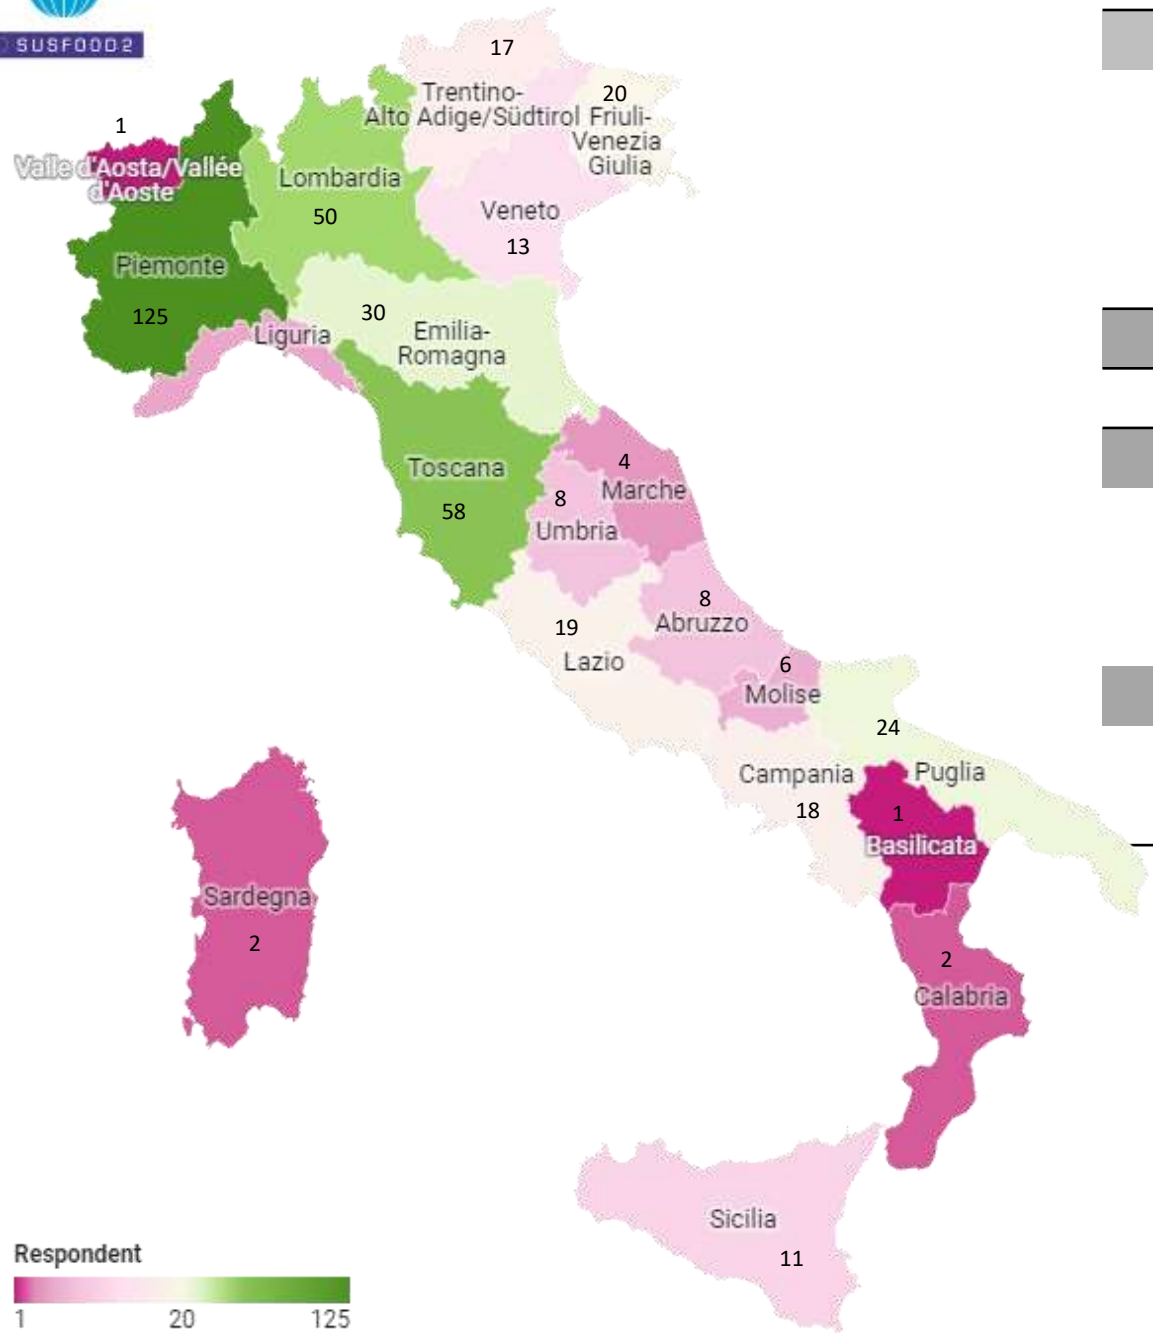 SUSFOOD2
17
Trentino-
Alto Adige/Südtirol
20
Friuli-
Venezia
Giulia
1
Valle d'Aosta/Vallée
d'Aoste
Lombardia
50
Veneto
13
Piemonte
125
Liguria
30
Emilia-
Romagna
Toscana
58
4
Marche
8
Umbria
8
Abruzzo
19
Lazio
6
Molise
24
Puglia
Campania
18
1
Basilicata
Sardegna
2
2
Calabria
Sicilia
11
Respondent
1 20 125